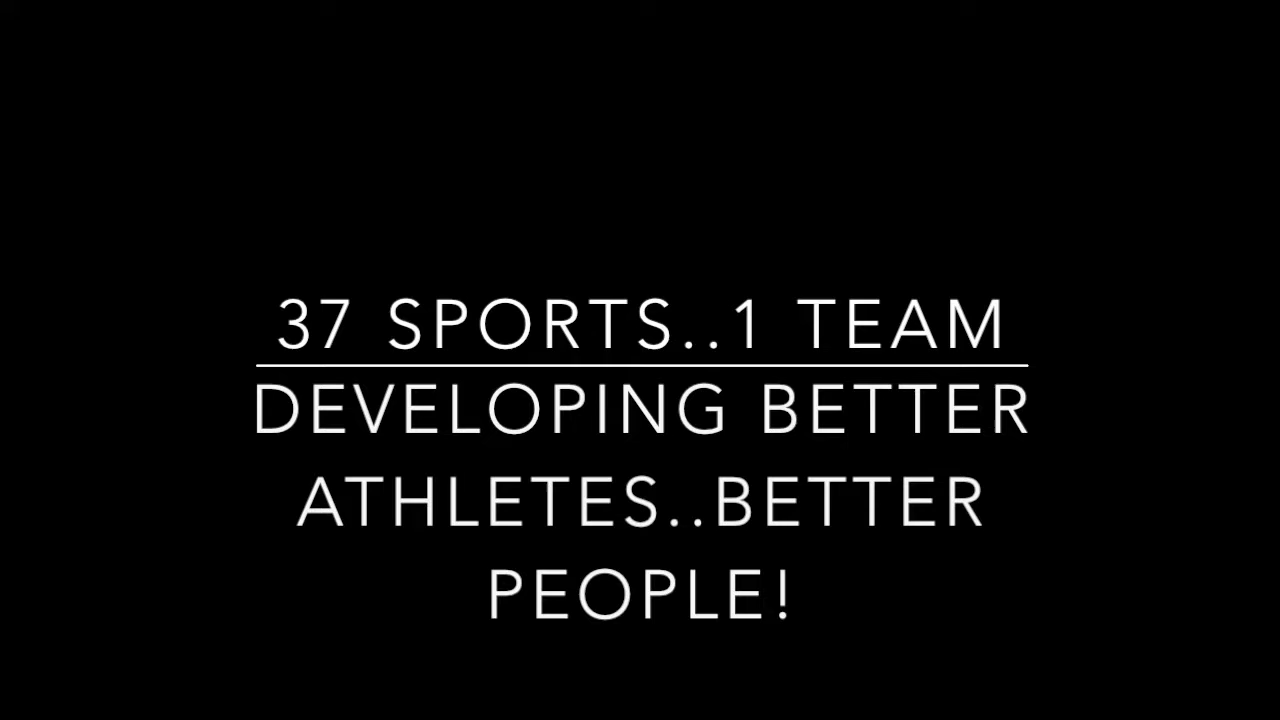 37 SPORTS..1 TEAM
DEVELOPING BETTER
ATHLETES..BETTER
PEOPLE!